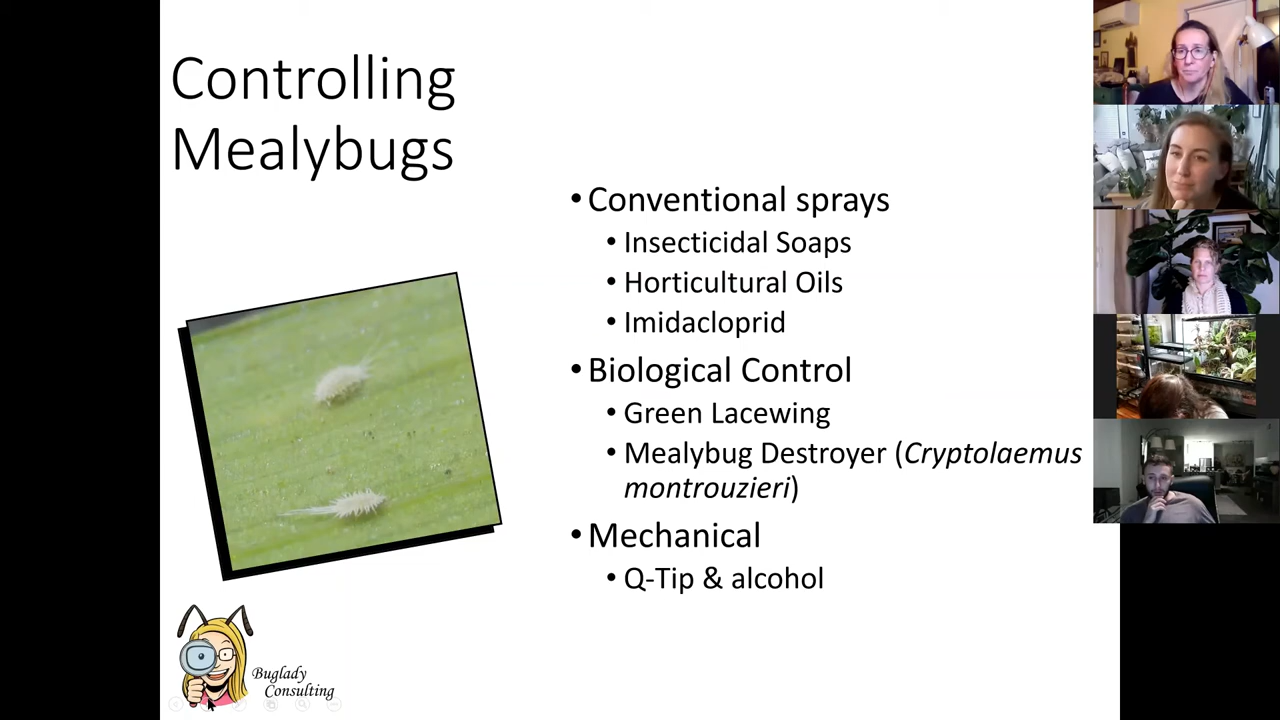 Controlling
Mealybugs
• Conventional sprays
• Insecticidal Soaps
• Horticultural Oils
• Imidacloprid
• Biological Control
• Green Lacewing
• Mealybug Destroyer (Cryptolaemus
montrouzieri)
• Mechanical
• Q-Tip & alcohol
Buglady
Consulting